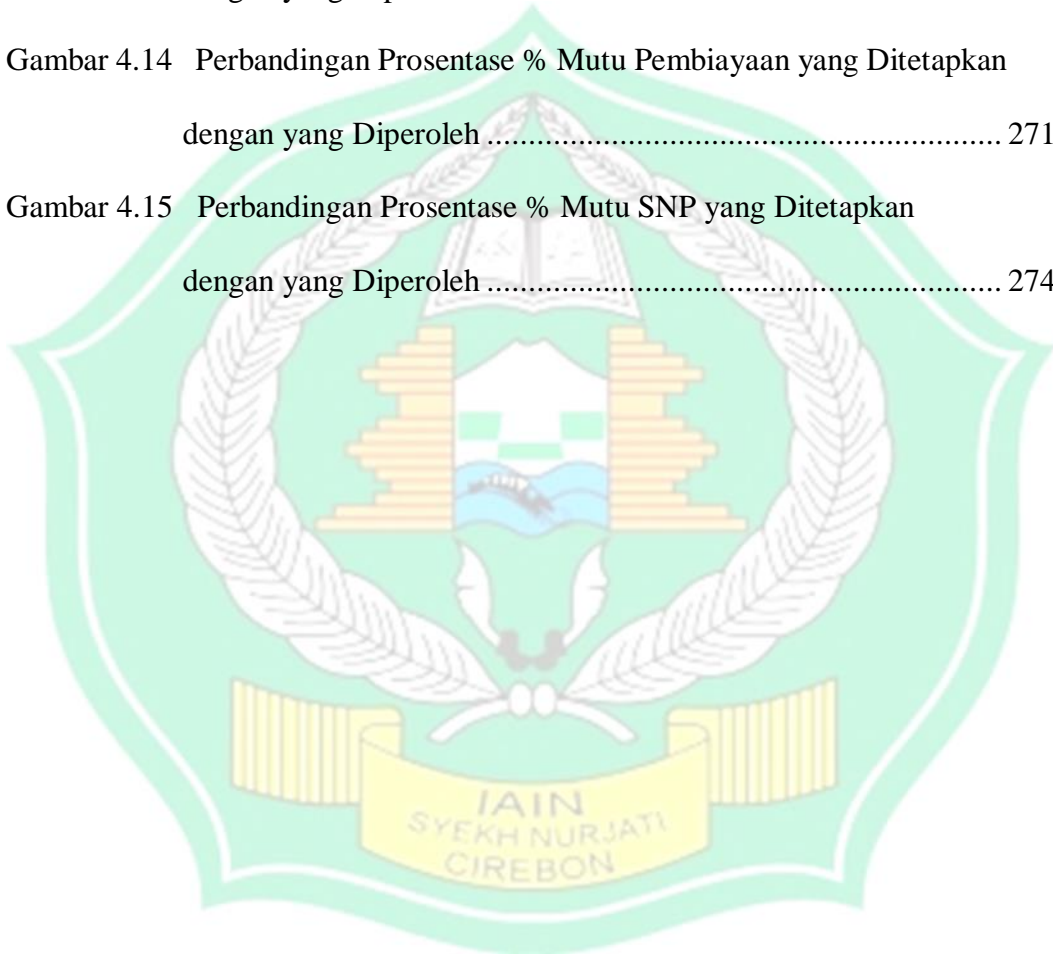 Gambar 4.14 Perbandingan Prosentase % Mutu Pembiayaan yang Ditetapkan
dengan yang Diperoleh ............................................................... 271
Gambar 4.15 Perbandingan Prosentase % Mutu SNP yang Ditetapkan
dengan yang Diperoleh ............................................................... 274
IAIN
SYEKH NURJATI
CIREBON